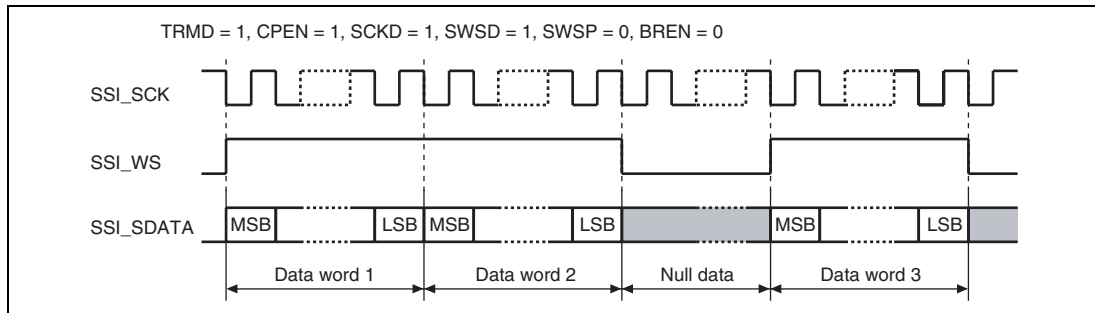 TRMD = 1, CPEN = 1, SCKD = 1, SWSD = 1, SWSP = 0, BREN = 0
SSI_SCK
SSI_WS
SSI_SDATA MSB LSB MSB LSB MSB LSB
Data word 1 Data word 2 Null data Data word 3